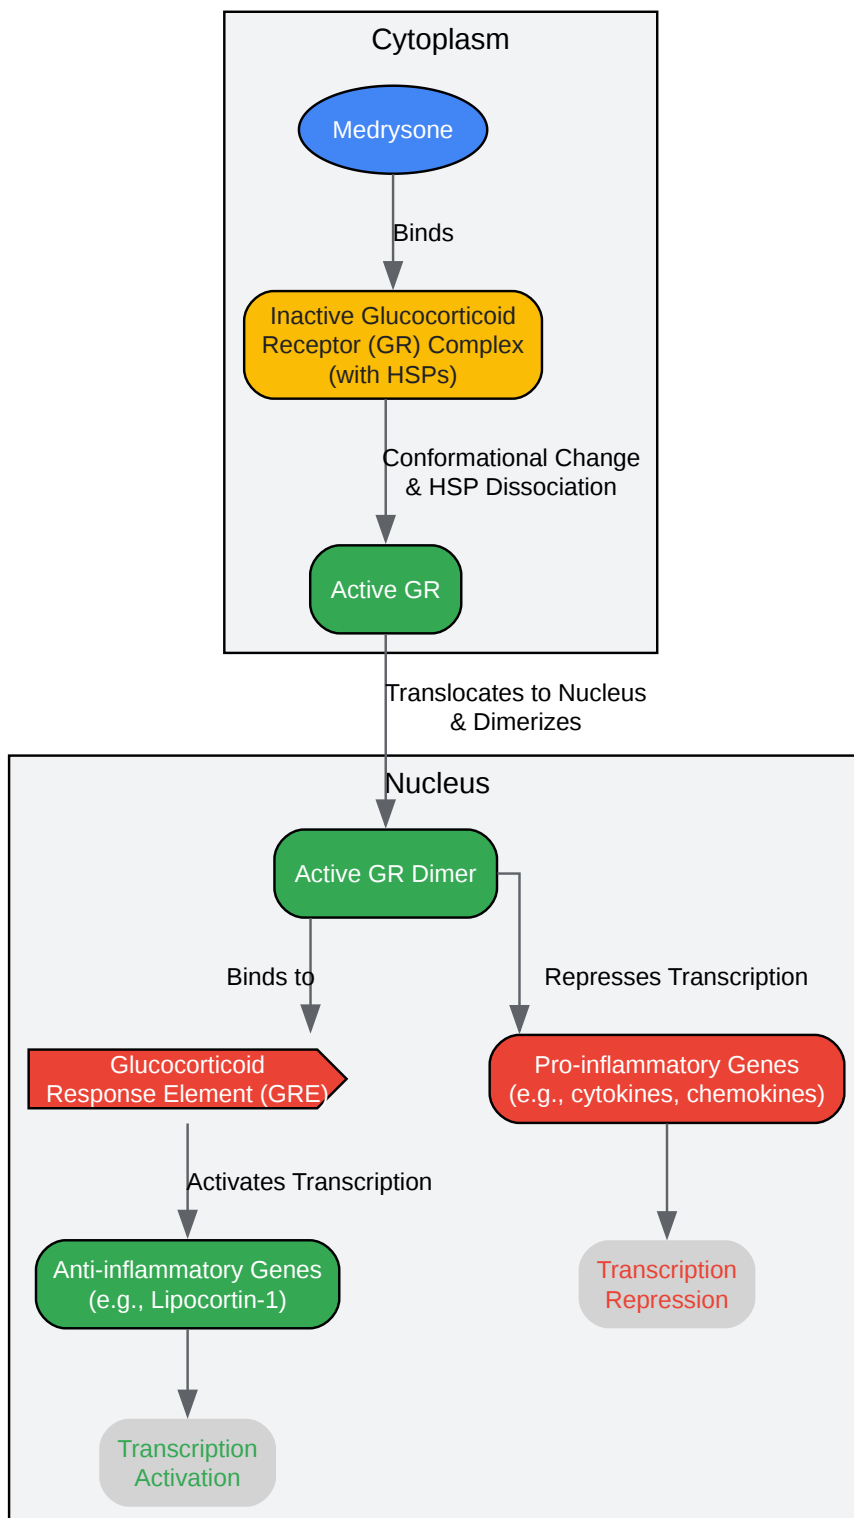 Cytoplasm
Medrysone
Binds
Inactive Glucocorticoid
Receptor (GR) Complex
(with HSPs)
Conformational Change
& HSP Dissociation
Active GR
Translocates to Nucleus
& Dimerizes
Nucleus
Active GR Dimer
Binds to
Represses Transcription
Glucocorticoid
Response Element (GRE)
Pro-inflammatory Genes
(e.g., cytokines, chemokines)
Activates Transcription
Anti-inflammatory Genes
(e.g., Lipocortin-1)
Transcription
Repression
Transcription
Activation